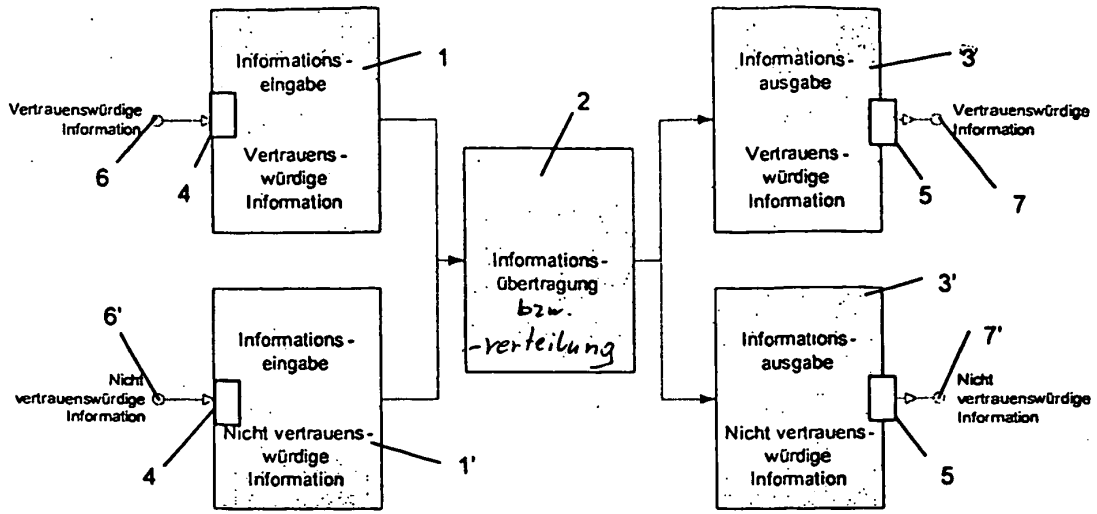 Informations-
eingabe
1
Vertrauenswürdige
Information
6
4
Vertrauens-
würdige
Information
2
Informations-
übertragung
bzw.
-verteilung
Informations-
ausgabe
3'
Vertrauenswürdige
Information
Vertrauens-
würdige
Information
5
7
6'
Informations-
eingabe
Nicht
vertrauenswürdige
Information
4
Nicht vertrauens-
würdige
Information
1'
3'
Informations-
ausgabe
7'
Nicht
vertrauenswürdige
Information
Nicht vertrauens-
würdige
Information
5